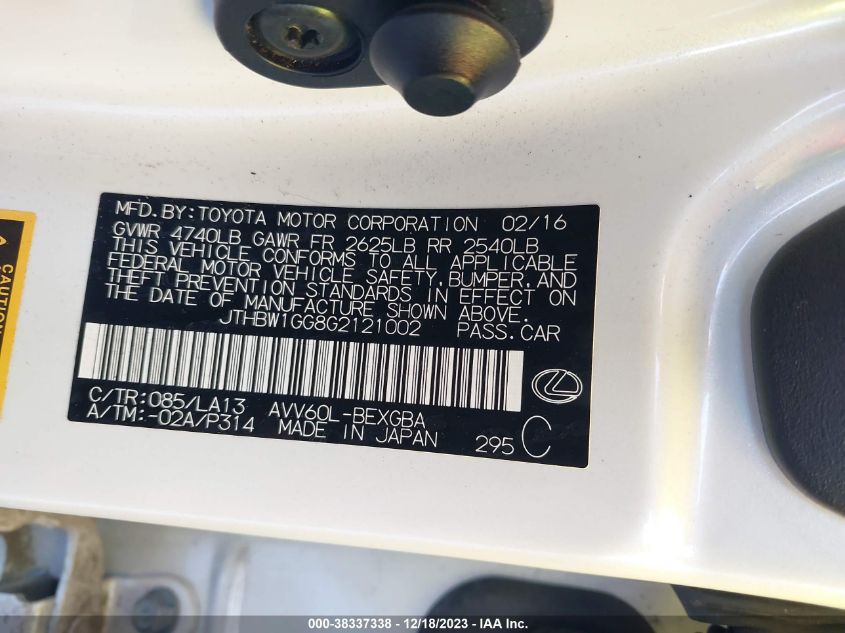 MFD.BY:TOYOTA MOTOR CORPORATION 02/16
GVWR 4740LB GAWR FR 2625LB RR 2540LB
THIS VEHICLE CONFORMS TO ALL APPLICABLE
FEDERAL MOTOR VEHICLE SAFETY,BUMPER,AND
THEFT PREVENTION STANDARDS IN EFFECT ON
THE DATE OF MANUFACTURE SHOWN ABOVE.
JTHBW1GG8G2121002 PASS.CAR
C/TR:085/LA13 AVV60L-BEXGBA
A/TM:-02A/P314 MADE IN JAPAN 295 C
CAUTION
000-38337338 - 12/18/2023 - IAA Inc.